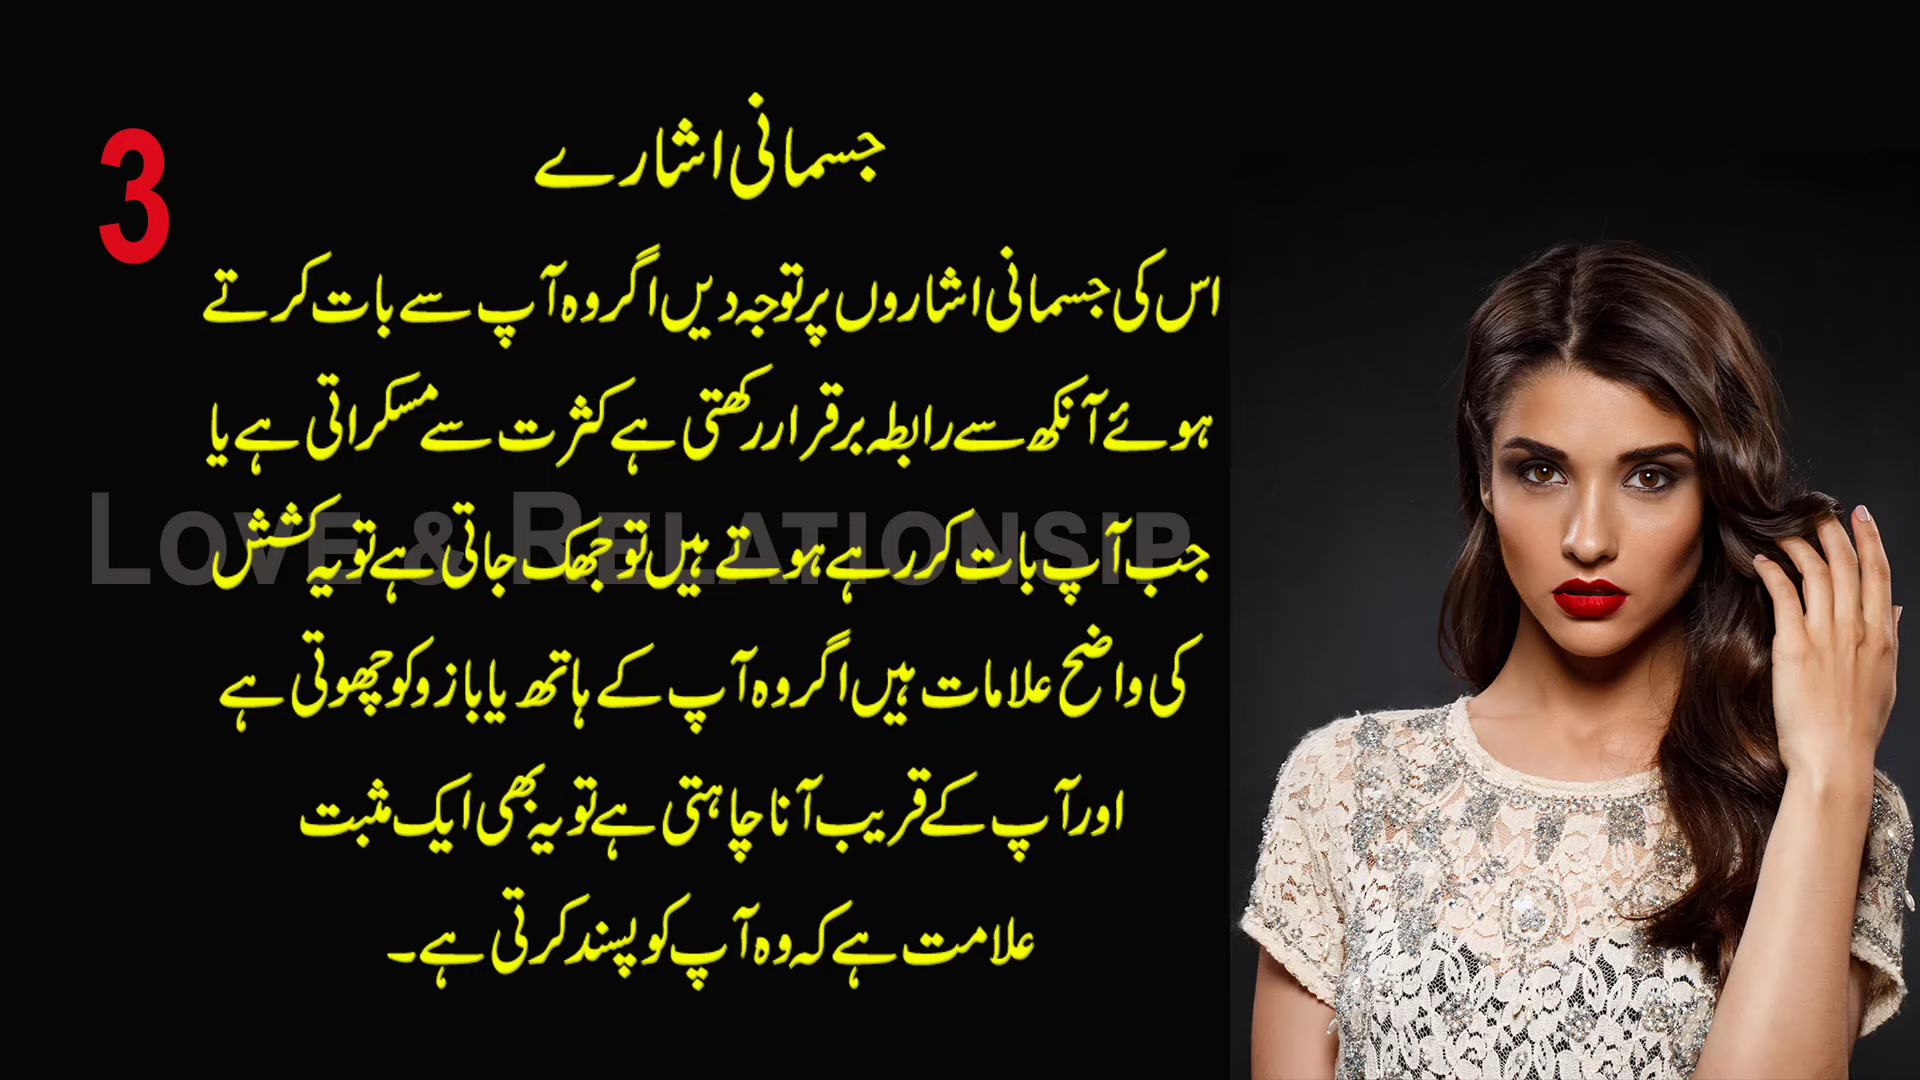 3
جسمانی اشارے
اس کی جسمانی اشاروں پر توجہ دیں اگر وہ آپ سے بات کرتے
ہوئے آنکھ سے رابطہ برقرار رکھتی ہے کثرت سے مسکراتی ہے یا
جب آپ بات کر رہے ہوتے ہیں تو جھک جاتی ہے تو یہ کشش
کی واضح علامات ہیں اگر وہ آپ کے ہاتھ یا بازو کو چھوتی ہے
اور آپ کے قریب آنا چاہتی ہے تو یہ بھی ایک مثبت
علامت ہے کہ وہ آپ کو پسند کرتی ہے۔
LOVE & RELATIONSIP